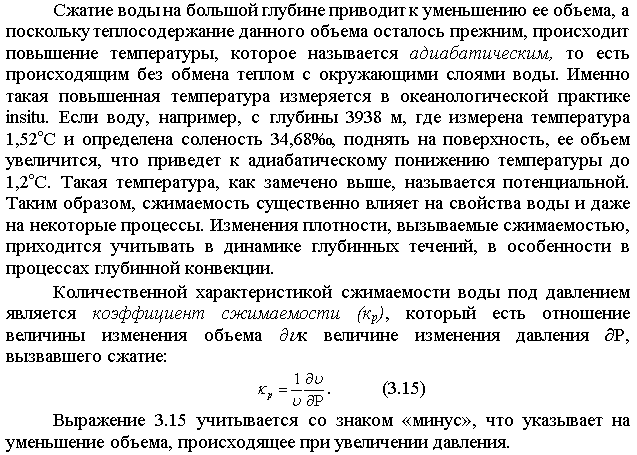 Сжатие воды на большой глубине приводит к уменьшению ее объема, а
поскольку теплосодержание данного объема осталось прежним, происходит
повышение температуры, которое называется адиабатическим, то есть
происходящим без обмена теплом с окружающими слоями воды. Именно
такая повышенная температура измеряется в океанологической практике
insitu. Если воду, например, с глубины 3938 м, где измерена температура
1,52°С и определена соленость 34,68‰, поднять на поверхность, ее объем
увеличится, что приведет к адиабатическому понижению температуры до
1,2°С. Такая температура, как замечено выше, называется потенциальной.
Таким образом, сжимаемость существенно влияет на свойства воды и даже
на некоторые процессы. Изменения плотности, вызываемые сжимаемостью,
приходится учитывать в динамике глубинных течений, в особенности в
процессах глубинной конвекции.
Количественной характеристикой сжимаемости воды под давлением
является коэффициент сжимаемости (κp), который есть отношение
величины изменения объема ∂υк величине изменения давления ∂P,
вызвавшего сжатие:
κp = 1/υ ∂υ/∂P. (3.15)
Выражение 3.15 учитывается со знаком «минус», что указывает на
уменьшение объема, происходящее при увеличении давления.